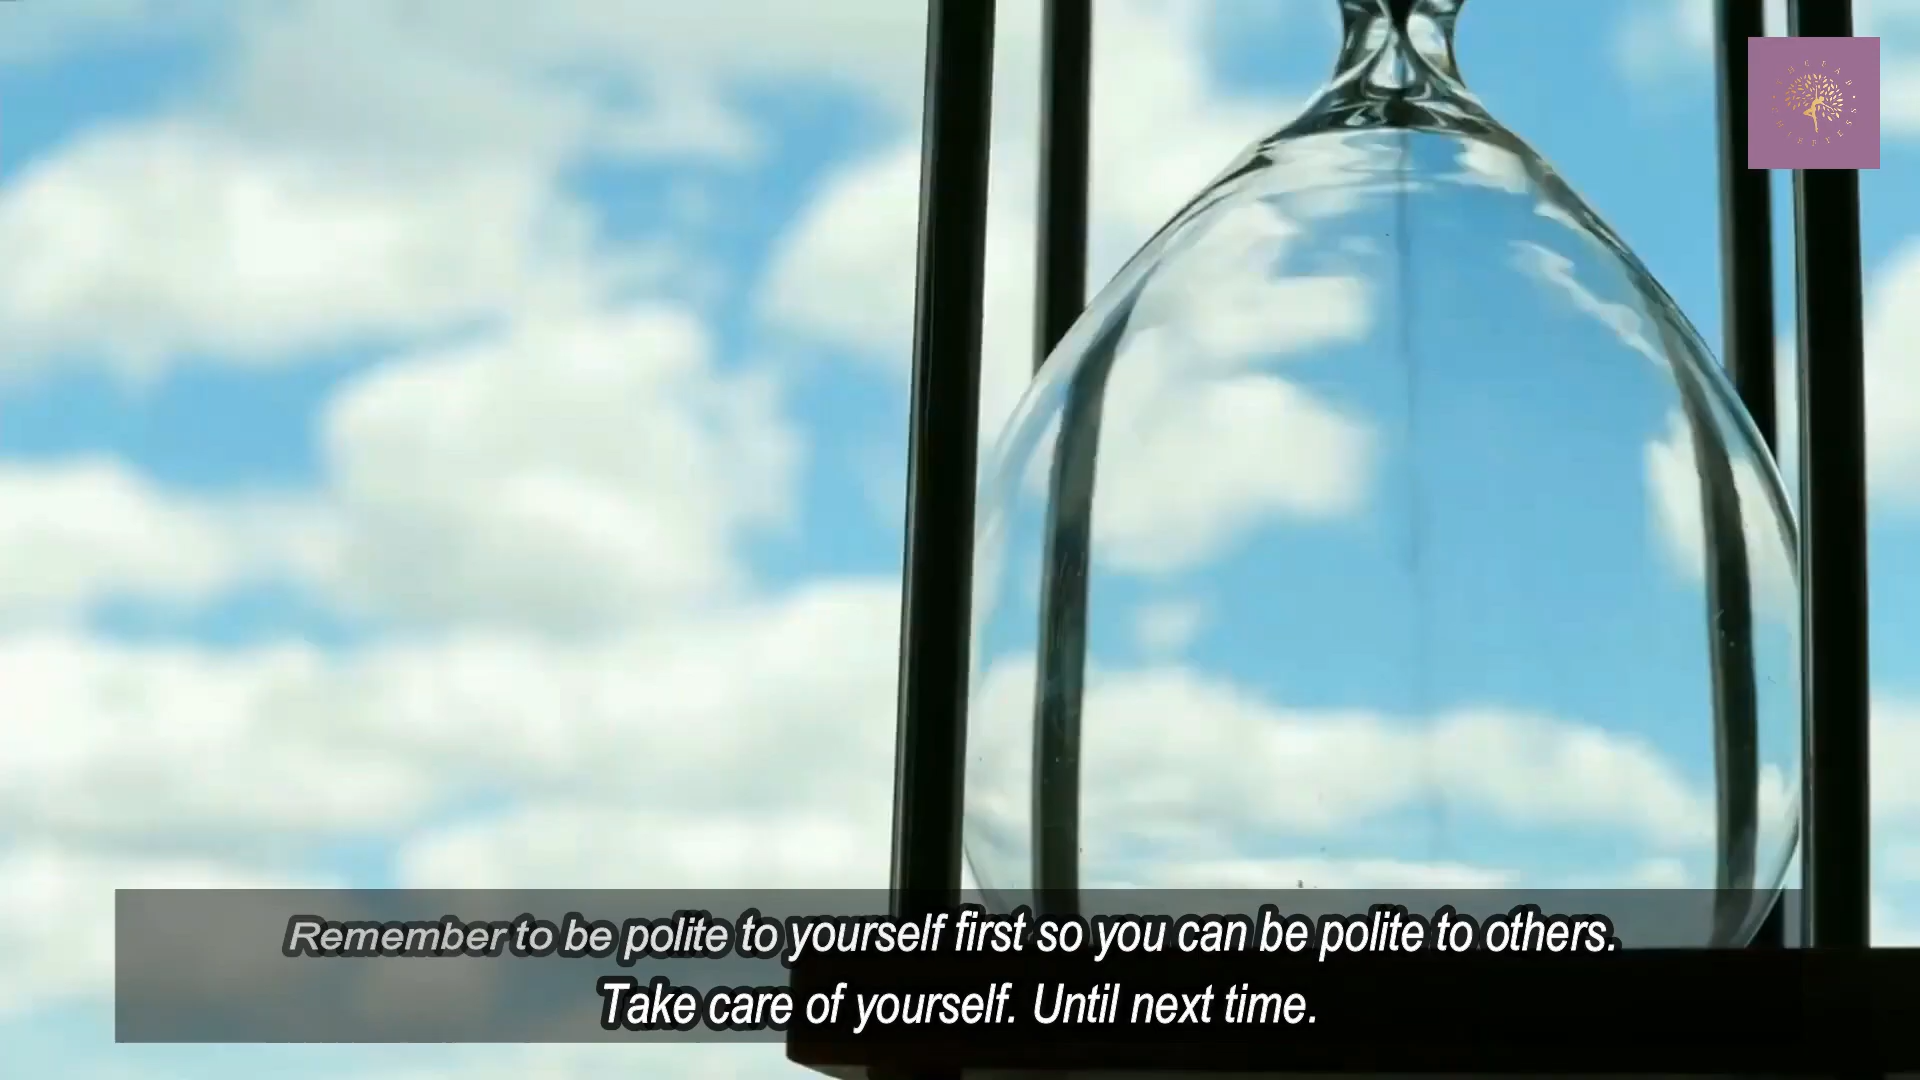 Remember to be polite to yourself first so you can be polite to others.
Take care of yourself. Until next time.